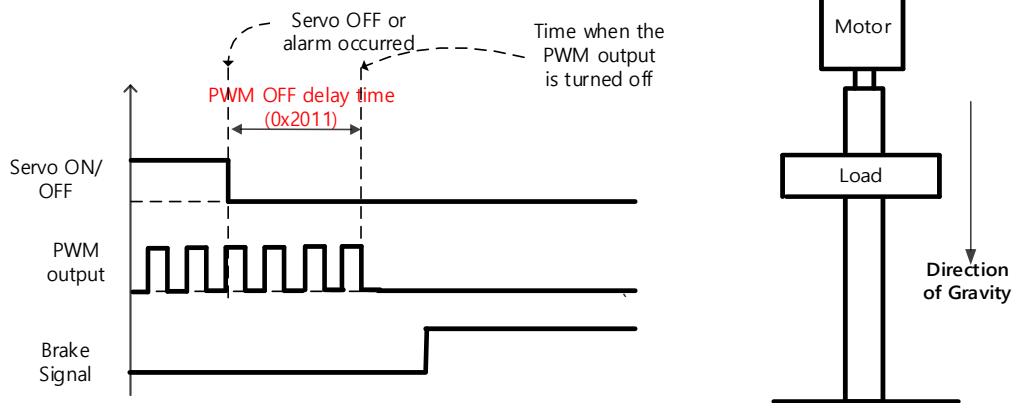 Servo OFF or
alarm occurred
Time when the
PWM output
is turned off
PWM OFF delay time
(0x2011)
Servo ON/
OFF
PWM
output
Brake
Signal
Motor
Load
Direction
of Gravity